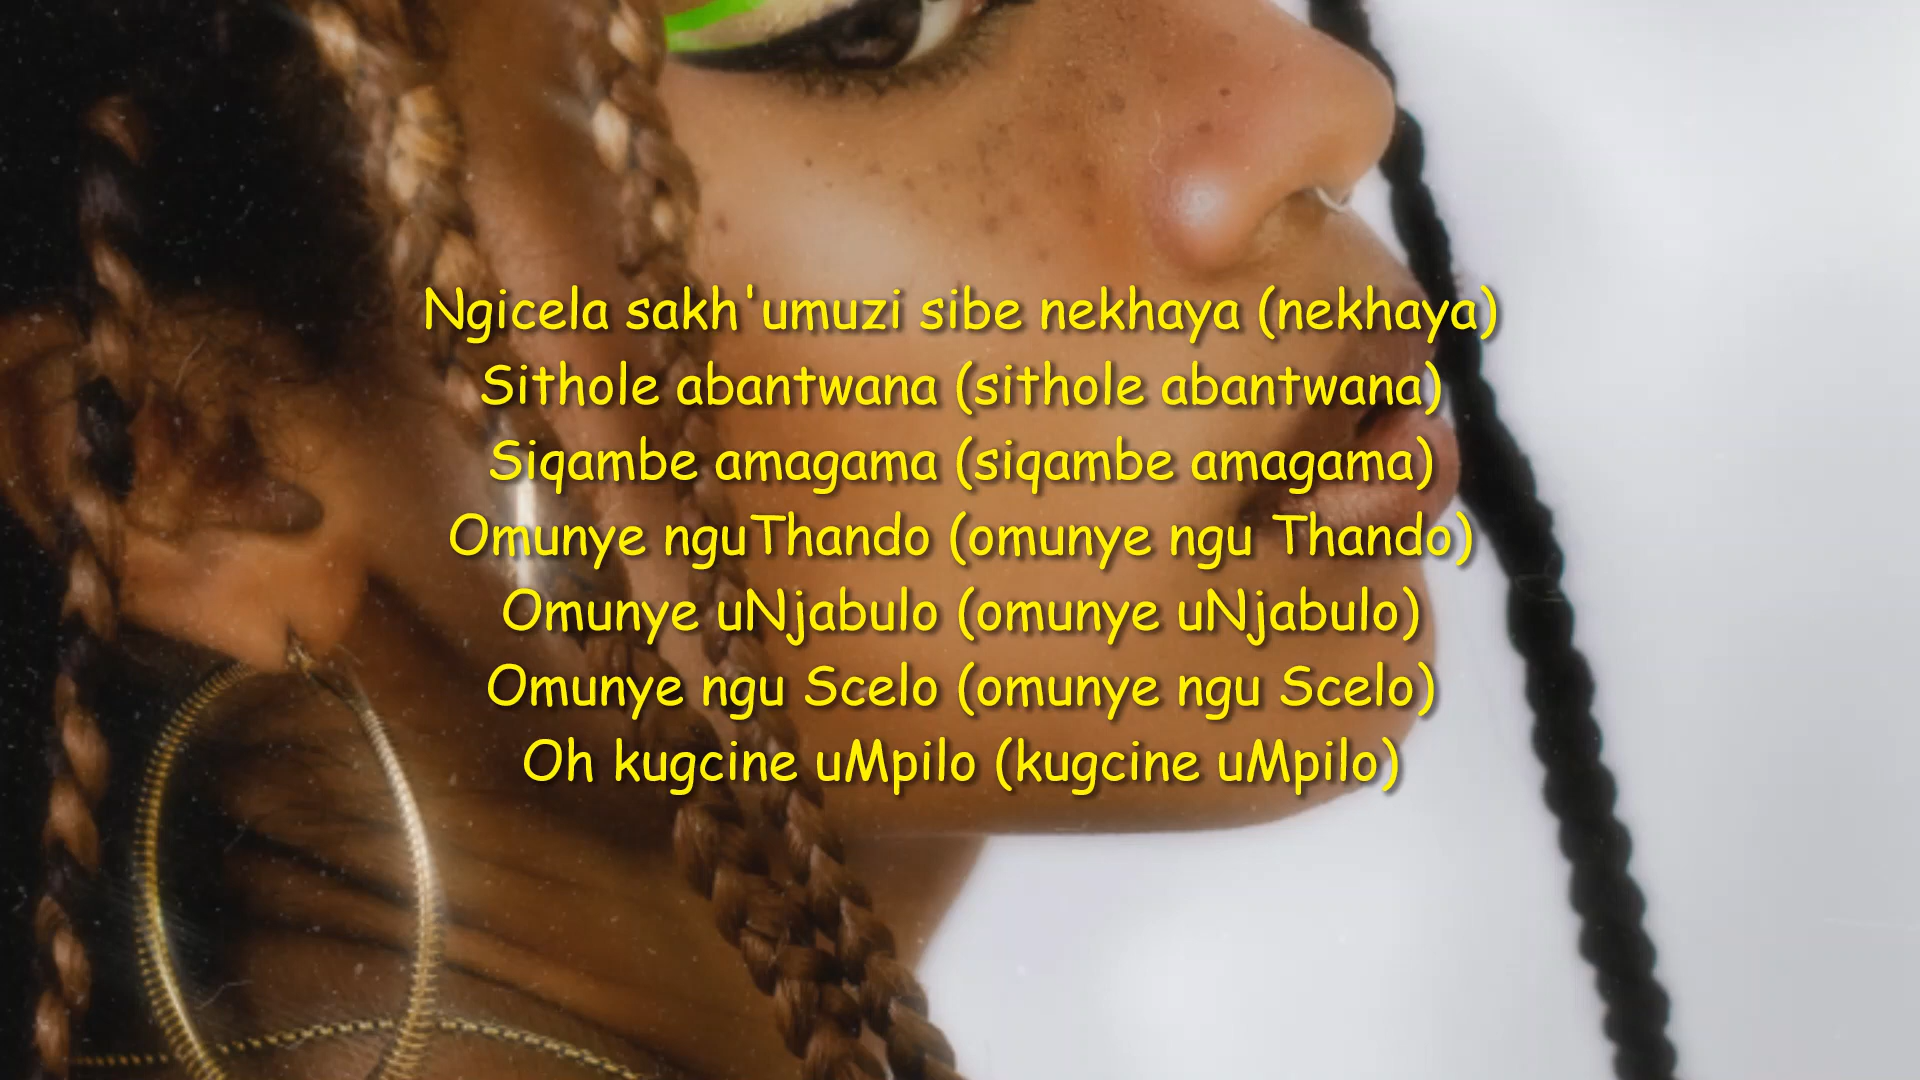 Ngicela sakh'umuzi sibe nekhaya (nekhaya)
Sithole abantwana (sithole abantwana)
Siqambe amagama (siqambe amagama)
Omunye nguThando (omunye ngu Thando)
Omunye uNjabulo (omunye uNjabulo)
Omunye ngu Scelo (omunye ngu Scelo)
Oh kugcine uMpilo (kugcine uMpilo)